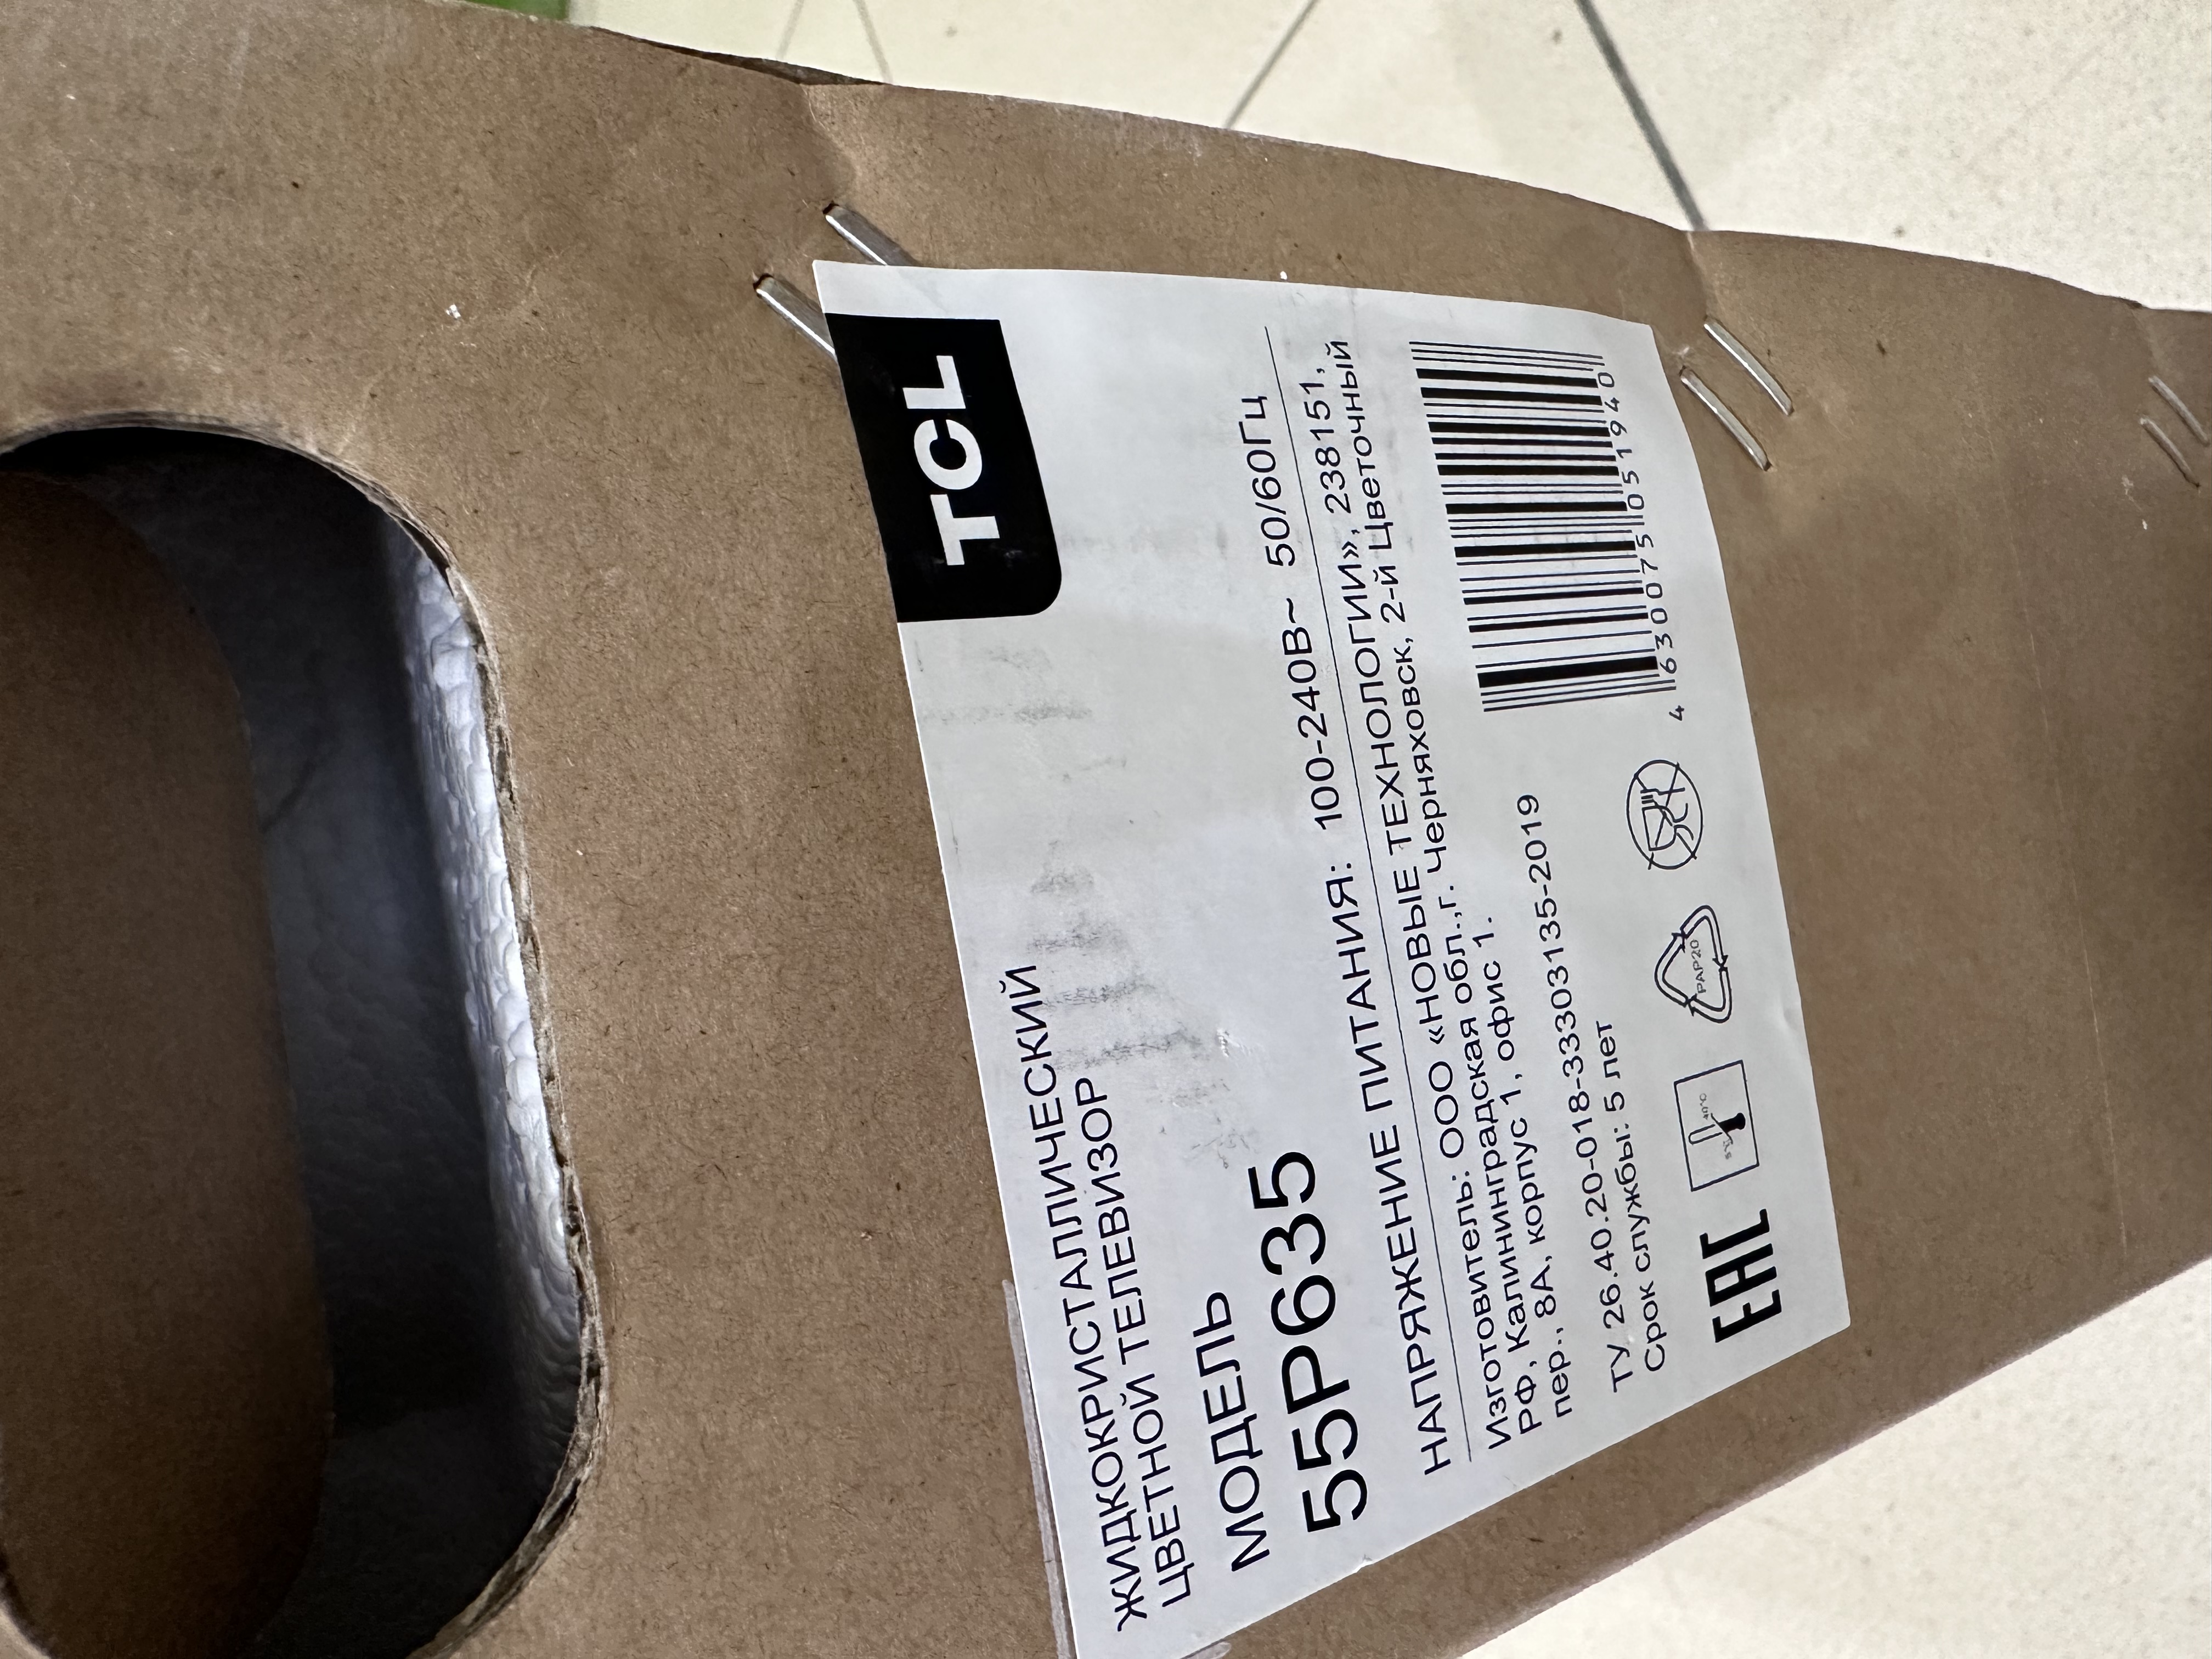 TCL
ЖИДКОКРИСТАЛЛИЧЕСКИЙ
ЦВЕТНОЙ ТЕЛЕВИЗОР
МОДЕЛЬ
55P635
НАПРЯЖЕНИЕ ПИТАНИЯ: 100-240В~ 50/60Гц
Изготовитель: ООО «НОВЫЕ ТЕХНОЛОГИИ», 238151,
РФ, Калининградская обл.,г. Черняховск, 2-й Цветочный
пер., 8А, корпус 1, офис 1.
ТУ 26.40.20-018-33303135-2019
Срок службы: 5 лет
EAC
PAP20
4 630075 051940